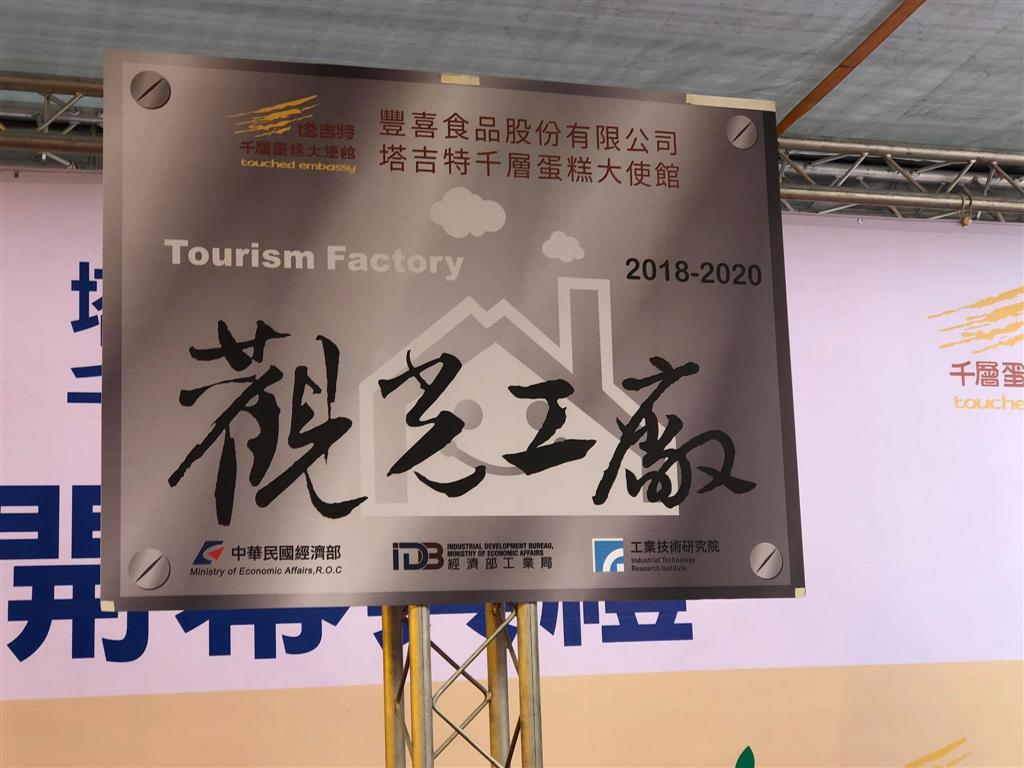 塔吉特
千層蛋糕大使館
touched embassy
豐喜食品股份有限公司
塔吉特千層蛋糕大使館
Tourism Factory
2018-2020
觀光工廠
中華民國經濟部
Ministry of Economic Affairs,R.O.C
IDB
INDUSTRIAL DEVELOPMENT BUREAU,
MINISTRY OF ECONOMIC AFFAIRS
經濟部工業局
工業技術研究院
Industrial Technology
Research Institute
千層蛋
touche
開幕典禮